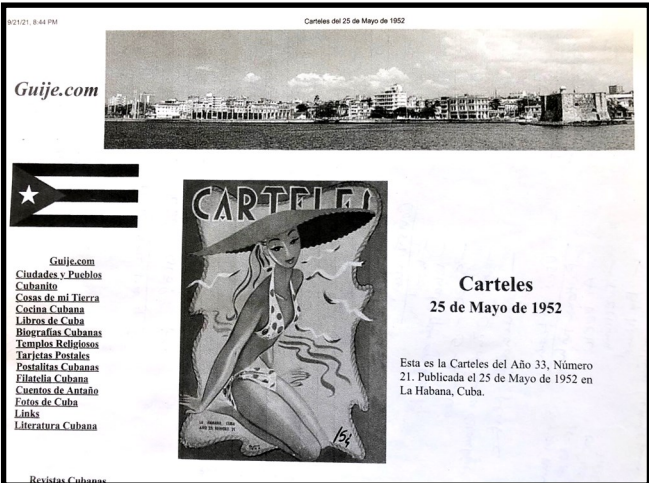 9/21/21, 8:44 PM
Carteles del 25 de Mayo de 1952
Guije.com
CARTELES
Guije.com
Ciudades y Pueblos
Cubanito
Cosas de mi Tierra
Cocina Cubana
Libros de Cuba
Biografías Cubanas
Templos Religiosos
Tarjetas Postales
Postalitas Cubanas
Filatelia Cubana
Cuentos de Antaño
Fotos de Cuba
Links
Literatura Cubana
Revistas Cubanas
LA HABANA, CUBA
15¢
Carteles
25 de Mayo de 1952
Esta es la Carteles del Año 33, Número
21. Publicada el 25 de Mayo de 1952 en
La Habana, Cuba.